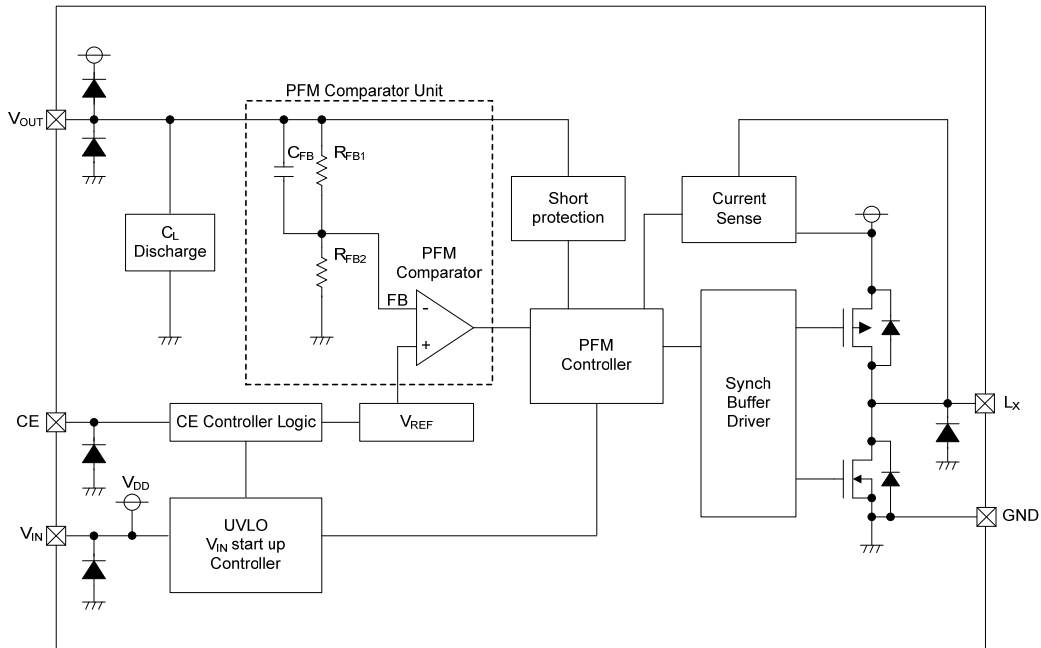 PFM Comparator Unit
VOUT
CFB
RFB1
Short
protection
Current
Sense
CL
Discharge
RFB2
PFM
Comparator
FB
-
+
PFM
Controller
Synch
Buffer
Driver
LX
CE
CE Controller Logic
VREF
VDD
GND
VIN
UVLO
VIN start up
Controller